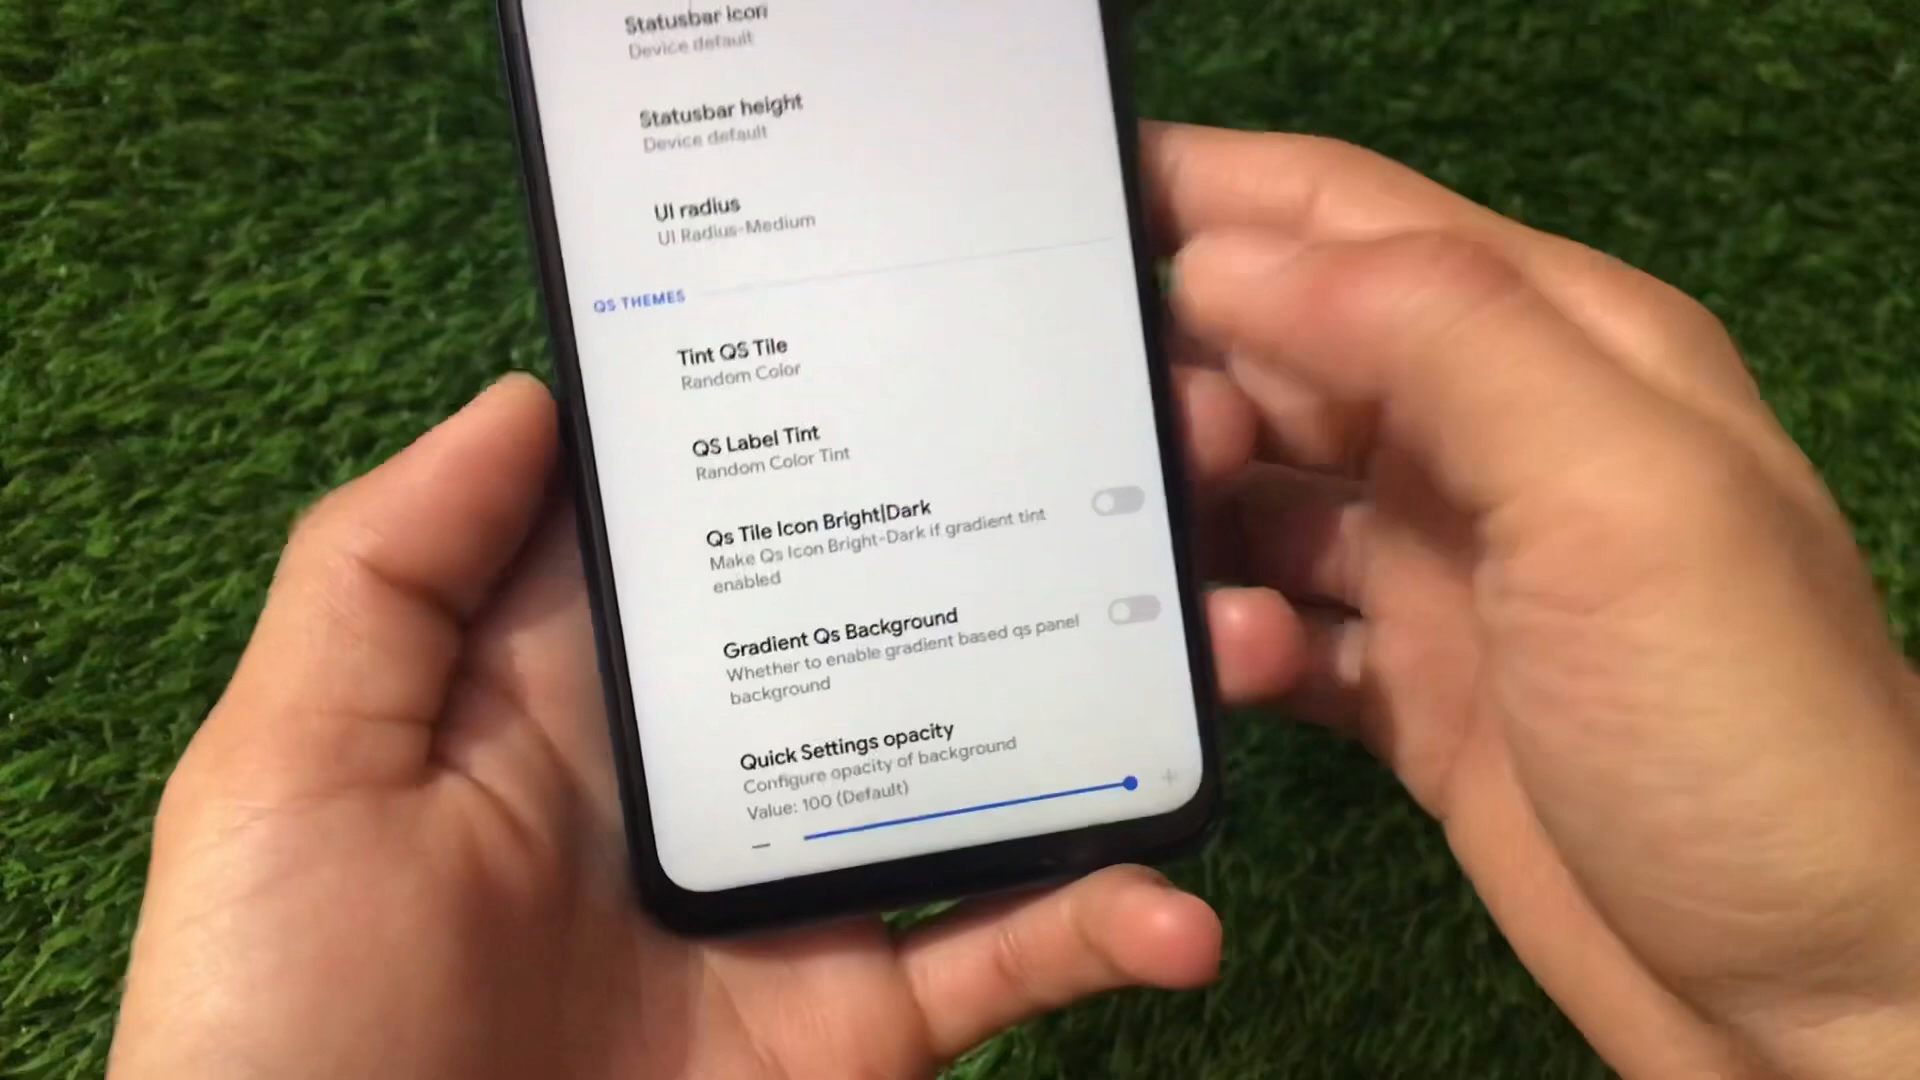 Statusbar icon
Device default
Statusbar height
Device default
UI radius
UI Radius-Medium
QS THEMES
Tint QS Tile
Random Color
QS Label Tint
Random Color Tint
Qs Tile Icon Bright|Dark
Make Qs Icon Bright-Dark if gradient tint
enabled
Gradient Qs Background
Whether to enable gradient based qs panel
background
Quick Settings opacity
Configure opacity of background
Value: 100 (Default)